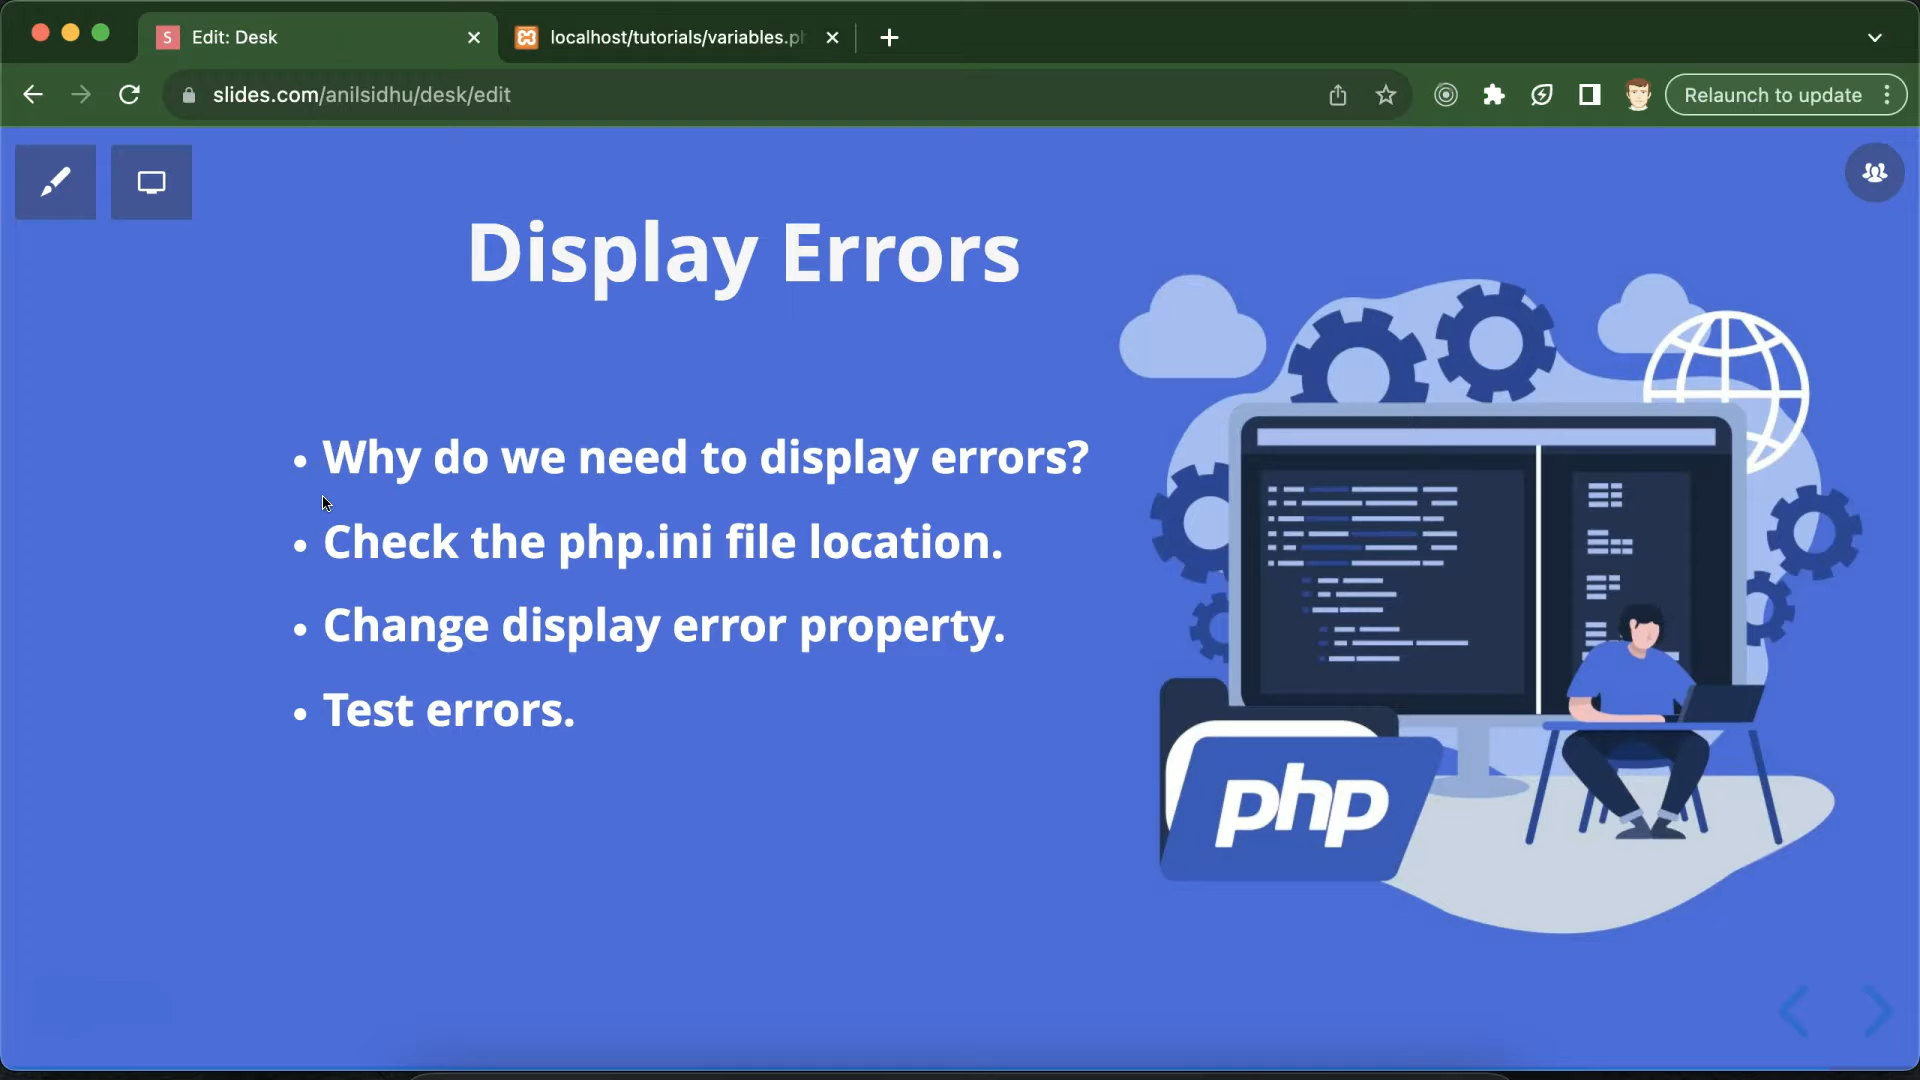 S Edit: Desk
localhost/tutorials/variables.ph
slides.com/anilsidhu/desk/edit
Relaunch to update
Display Errors
• Why do we need to display errors?
• Check the php.ini file location.
• Change display error property.
• Test errors.
php